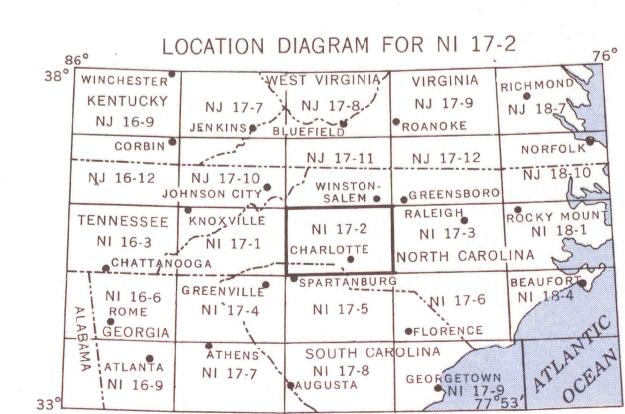 LOCATION DIAGRAM FOR NI 17-2
86°
76°
38°
WINCHESTER
KENTUCKY
NJ 16-9
NJ 17-7
JENKINS
WEST VIRGINIA
NJ 17-8
BLUEFIELD
VIRGINIA
NJ 17-9
ROANOKE
RICHMOND
NJ 18-7
CORBIN
NJ 16-12
NJ 17-10
JOHNSON CITY
NJ 17-11
WINSTON-
SALEM
NJ 17-12
GREENSBORO
NORFOLK
NJ 18-10
TENNESSEE
NI 16-3
CHATTANOOGA
KNOXVILLE
NI 17-1
NI 17-2
CHARLOTTE
RALEIGH
NI 17-3
NORTH CAROLINA
ROCKY MOUNT
NI 18-1
NI 16-6
ROME
GEORGIA
ALABAMA
GREENVILLE
NI 17-4
SPARTANBURG
NI 17-5
NI 17-6
FLORENCE
BEAUFORT
NI 18-4
ATLANTA
NI 16-9
ATHENS
NI 17-7
SOUTH CAROLINA
NI 17-8
AUGUSTA
GEORGETOWN
NI 17-9
77°53'
ATLANTIC
OCEAN
33°